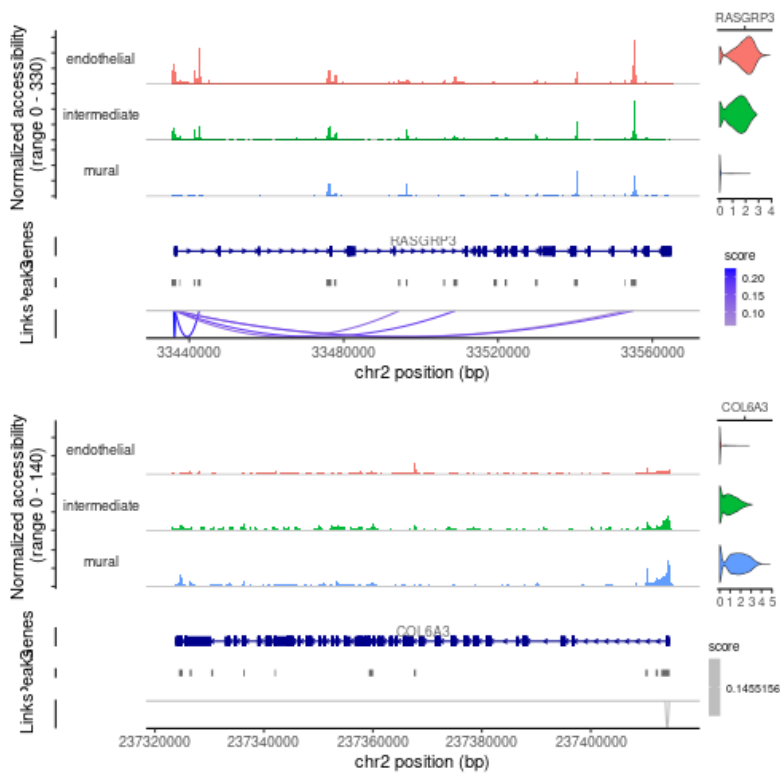 RASGRP3
Normalized accessibility
(range 0 - 330)
endothelial
intermediate
mural
0 1 2 3 4
Genes
RASGRP3
Links
score
0.20
0.15
0.10
33440000 33480000 33520000 33560000
chr2 position (bp)
COL6A3
Normalized accessibility
(range 0 - 140)
endothelial
intermediate
mural
0 1 2 3 4 5
Genes
COL6A3
Links
score
0.1455156
237320000 237340000 237360000 237380000 237400000
chr2 position (bp)